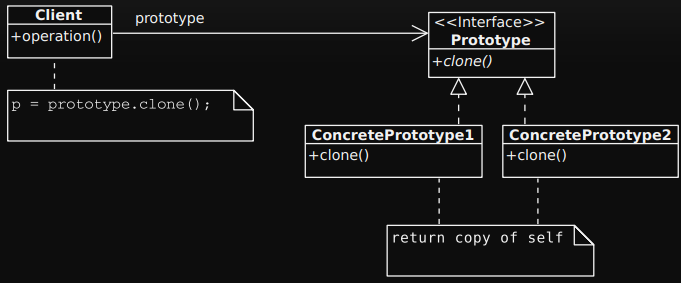 Client
+operation()
prototype
<<Interface>>
Prototype
+clone()
p = prototype.clone();
ConcretePrototype1
+clone()
ConcretePrototype2
+clone()
return copy of self